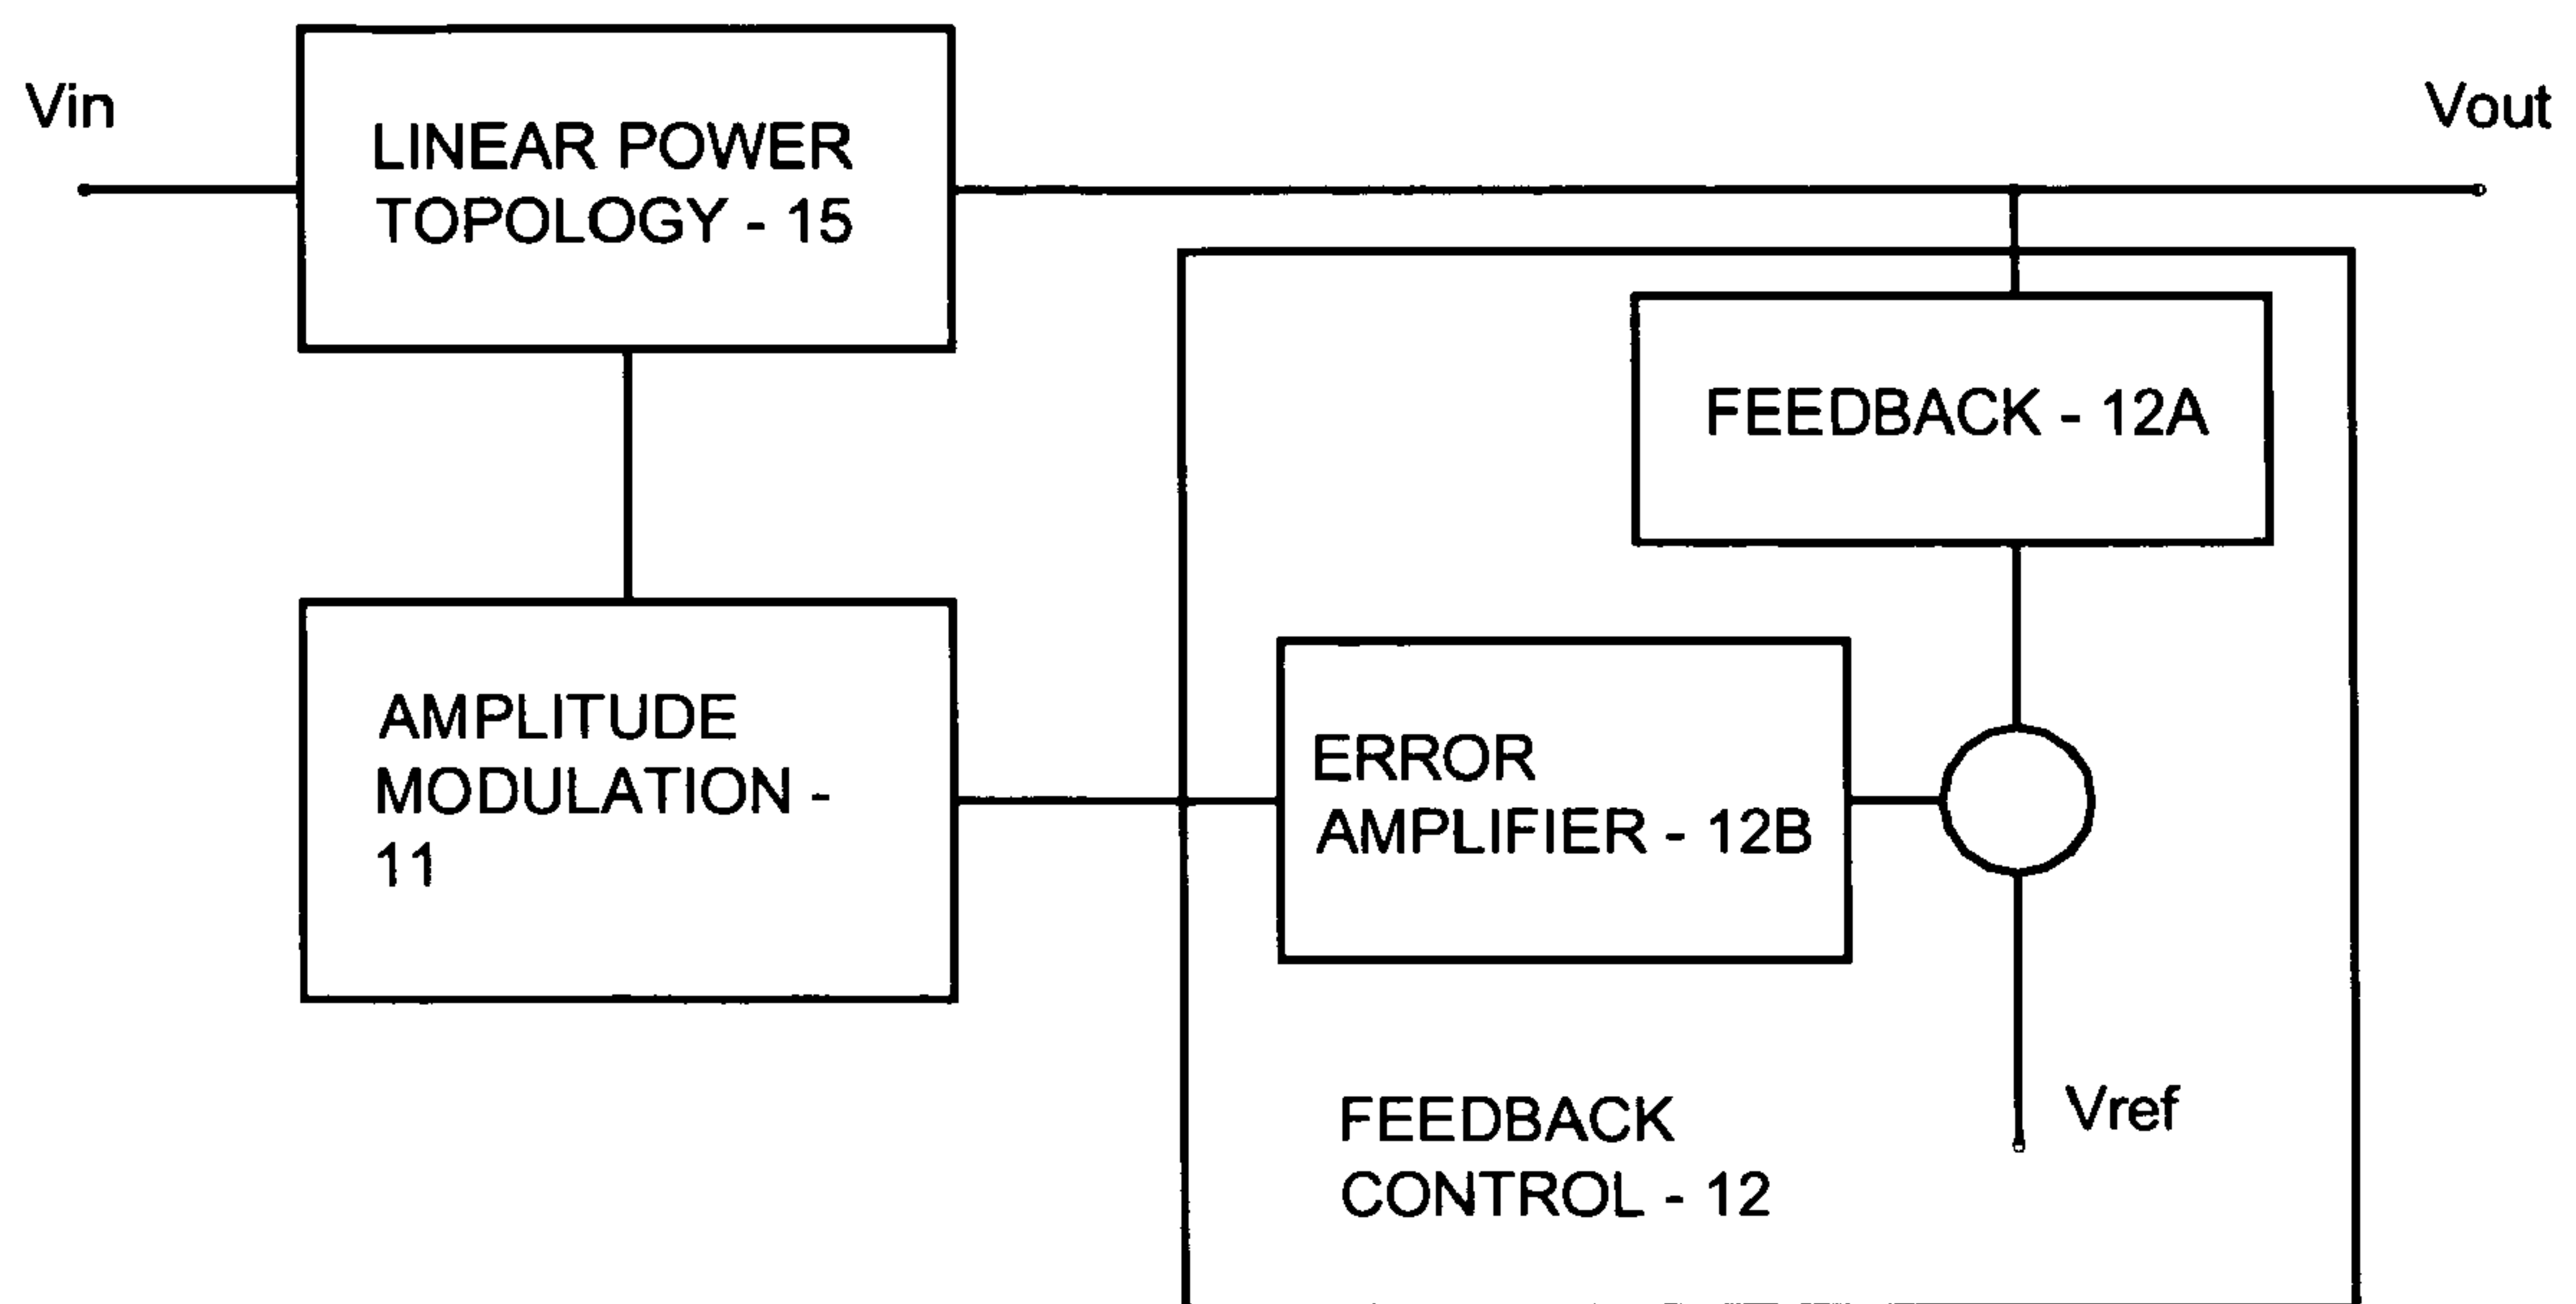 Vin
LINEAR POWER
TOPOLOGY - 15
Vout
FEEDBACK - 12A
AMPLITUDE
MODULATION -
11
ERROR
AMPLIFIER - 12B
Vref
FEEDBACK
CONTROL - 12